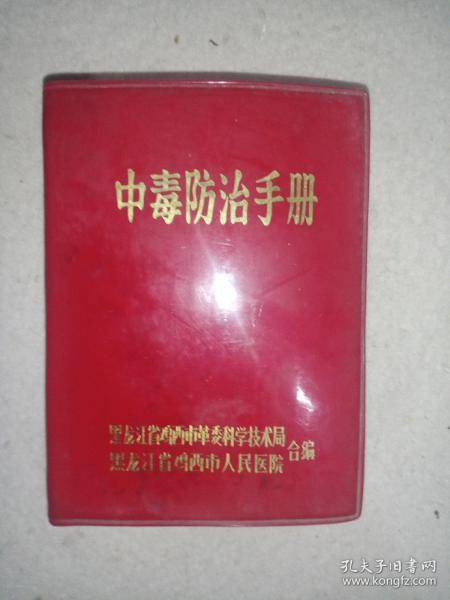 中毒防治手册
黑龙江省鸡西市革委科学技术局
黑龙江省鸡西市人民医院
合编
孔夫子旧书网
www.kongfz.com